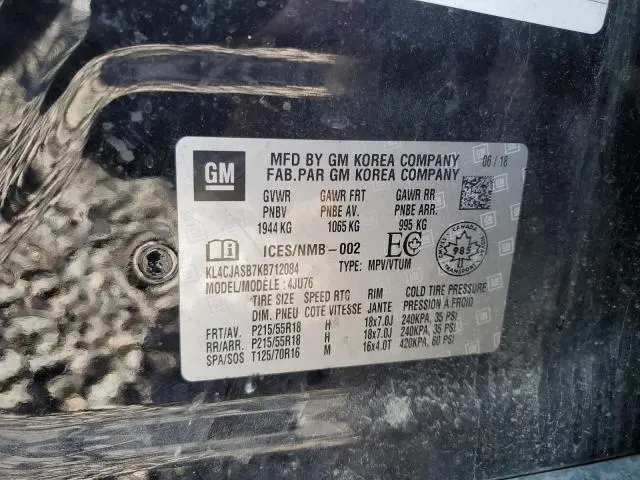 GM
MFD BY GM KOREA COMPANY 06/18
FAB.PAR GM KOREA COMPANY
GVWR GAWR FRT GAWR RR
PNBV PNBE AV. PNBE ARR.
1944 KG 1065 KG 995 KG
ICES/NMB-002 EC
CANADA
985
TRANSPORT
KL4CJASB7KB712084 TYPE: MPV/VTUM
MODEL/MODELE: 4JU76
TIRE SIZE SPEED RTG RIM COLD TIRE PRESSURE
DIM. PNEU COTE VITESSE JANTE PRESSION À FROID
FRT/AV. P215/55R18 H 18x7.0J 240KPA, 35 PSI
RR/ARR. P215/55R18 H 18x7.0J 240KPA, 35 PSI
SPA/SOS T125/70R16 M 16x4.0T 420KPA, 60 PSI